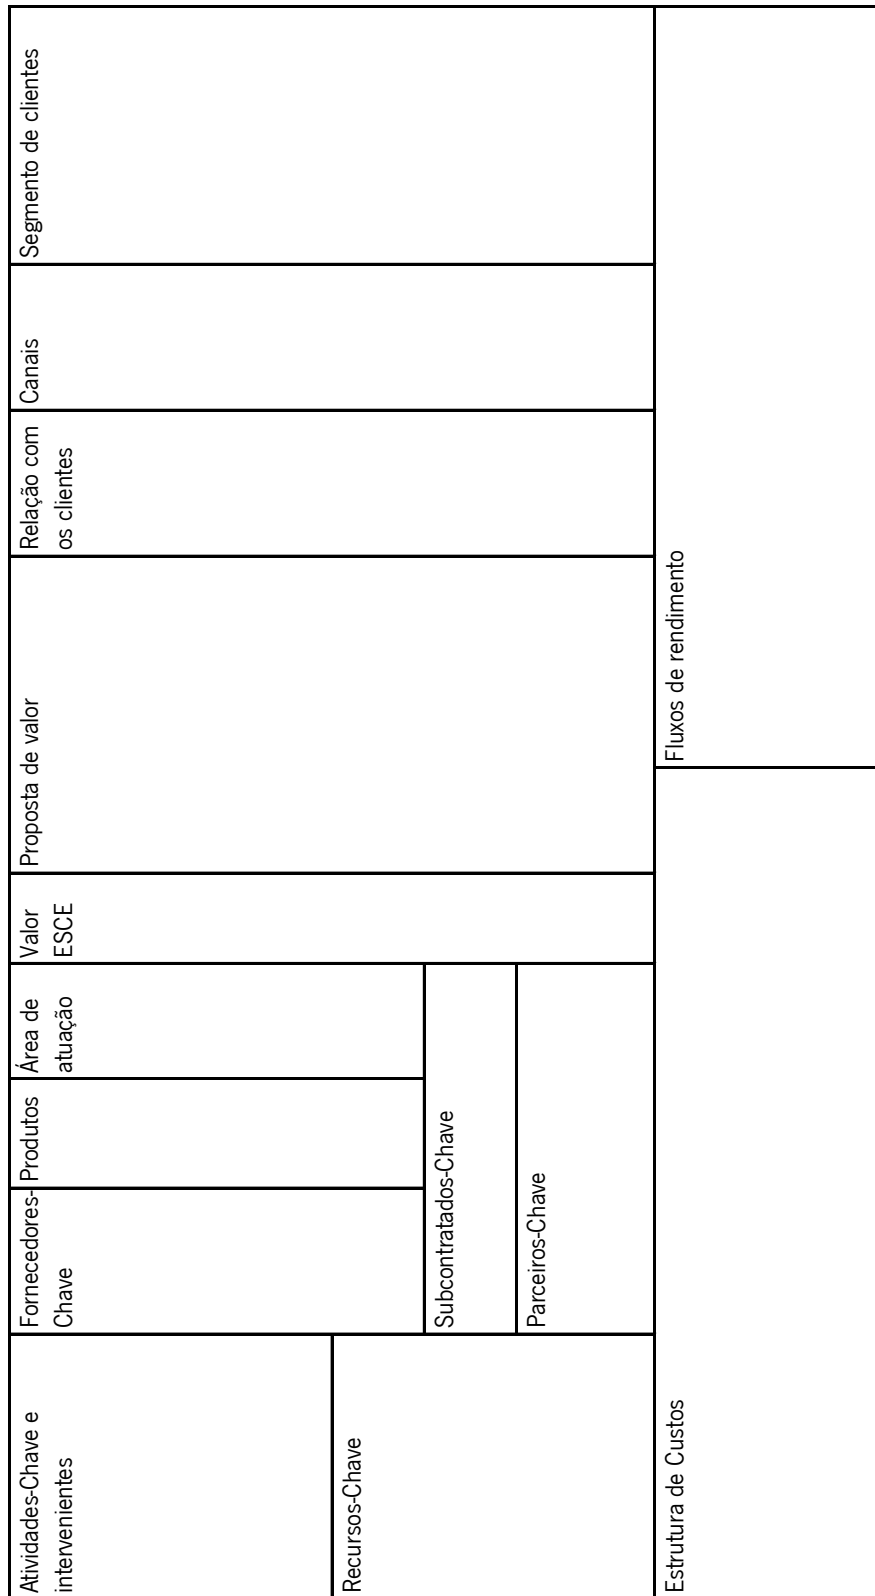 Atividades-Chave e
intervenientes
Recursos-Chave
Fornecedores-
Chave
Produtos
Área de
atuação
Subcontratados-Chave
Parceiros-Chave
Valor
ESCE
Proposta de valor
Relação com
os clientes
Canais
Segmento de clientes
Estrutura de Custos
Fluxos de rendimento